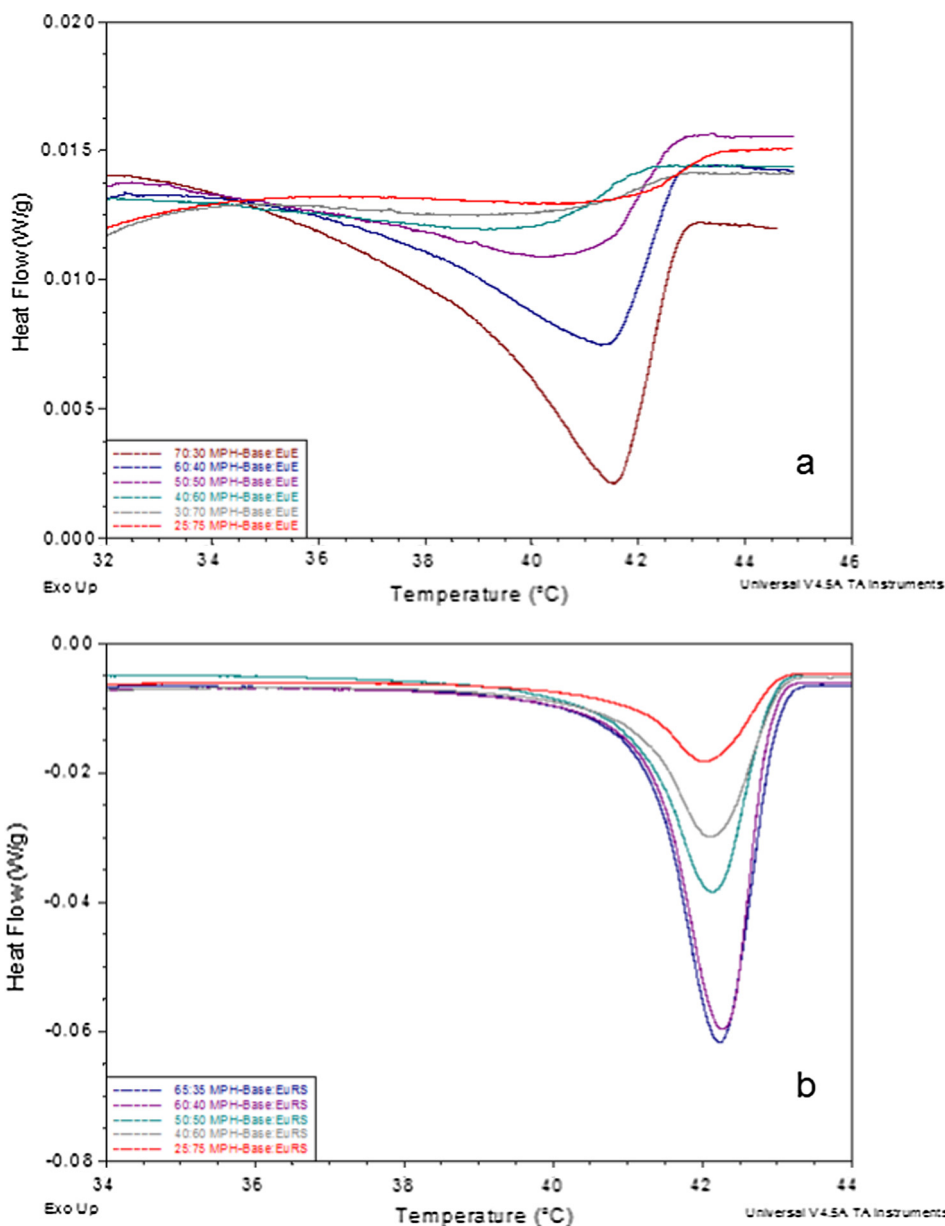 0.020
0.015
0.010
0.005
0.000
Heat Flow (W/g)
70:30 MPH-Base:EuE
60:40 MPH-Base:EuE
50:50 MPH-Base:EuE
40:60 MPH-Base:EuE
30:70 MPH-Base:EuE
25:75 MPH-Base:EuE
a
32 34 36 38 40 42 44 46
Exo Up
Temperature (°C)
Universal V4.5A TA Instruments
0.00
-0.02
-0.04
-0.06
-0.08
Heat Flow (W/g)
65:35 MPH-Base:EuRS
60:40 MPH-Base:EuRS
50:50 MPH-Base:EuRS
40:60 MPH-Base:EuRS
25:75 MPH-Base:EuRS
b
34 36 38 40 42 44
Exo Up
Temperature (°C)
Universal V4.5A TA Instruments